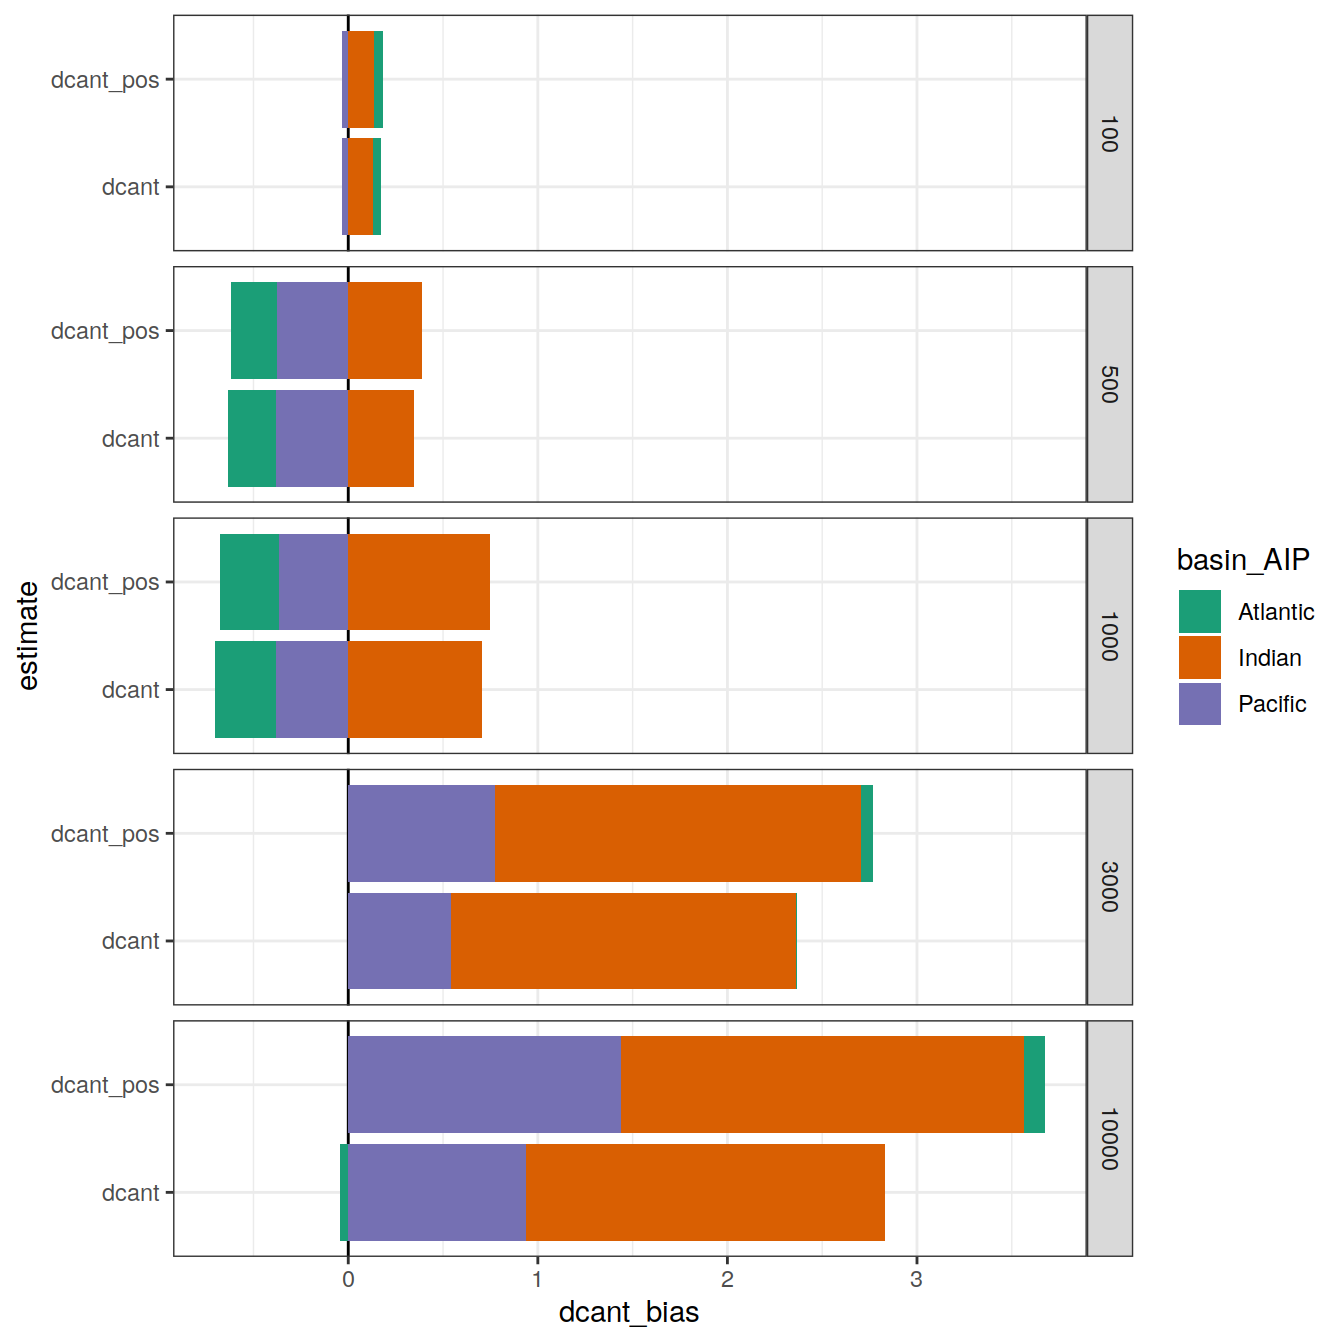 dcant_pos
dcant
100
dcant_pos
dcant
500
dcant_pos
dcant
1000
dcant_pos
dcant
3000
dcant_pos
dcant
10000
0 1 2 3
dcant_bias
estimate
basin_AIP
Atlantic
Indian
Pacific